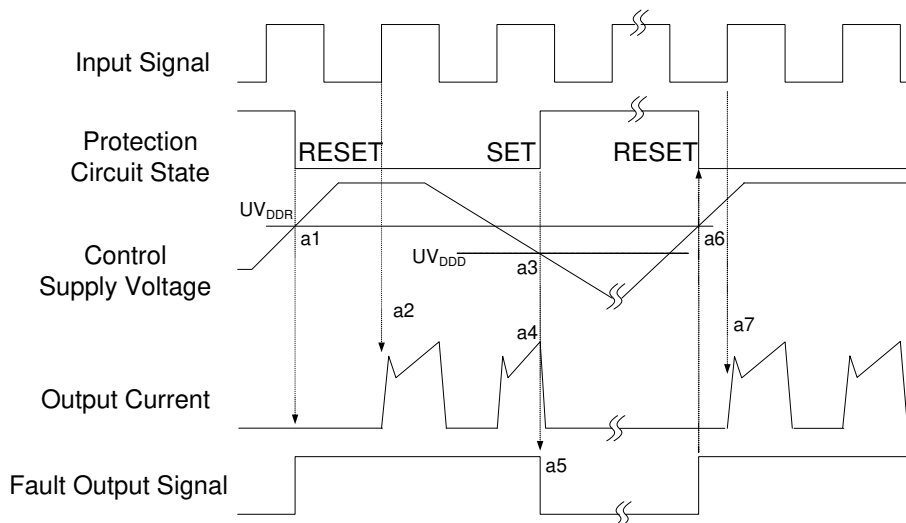 Input Signal
Protection
Circuit State
RESET
SET
RESET
UVDDR
a1
a6
Control
Supply Voltage
UVDDD
a3
a2
a4
a7
Output Current
a5
Fault Output Signal